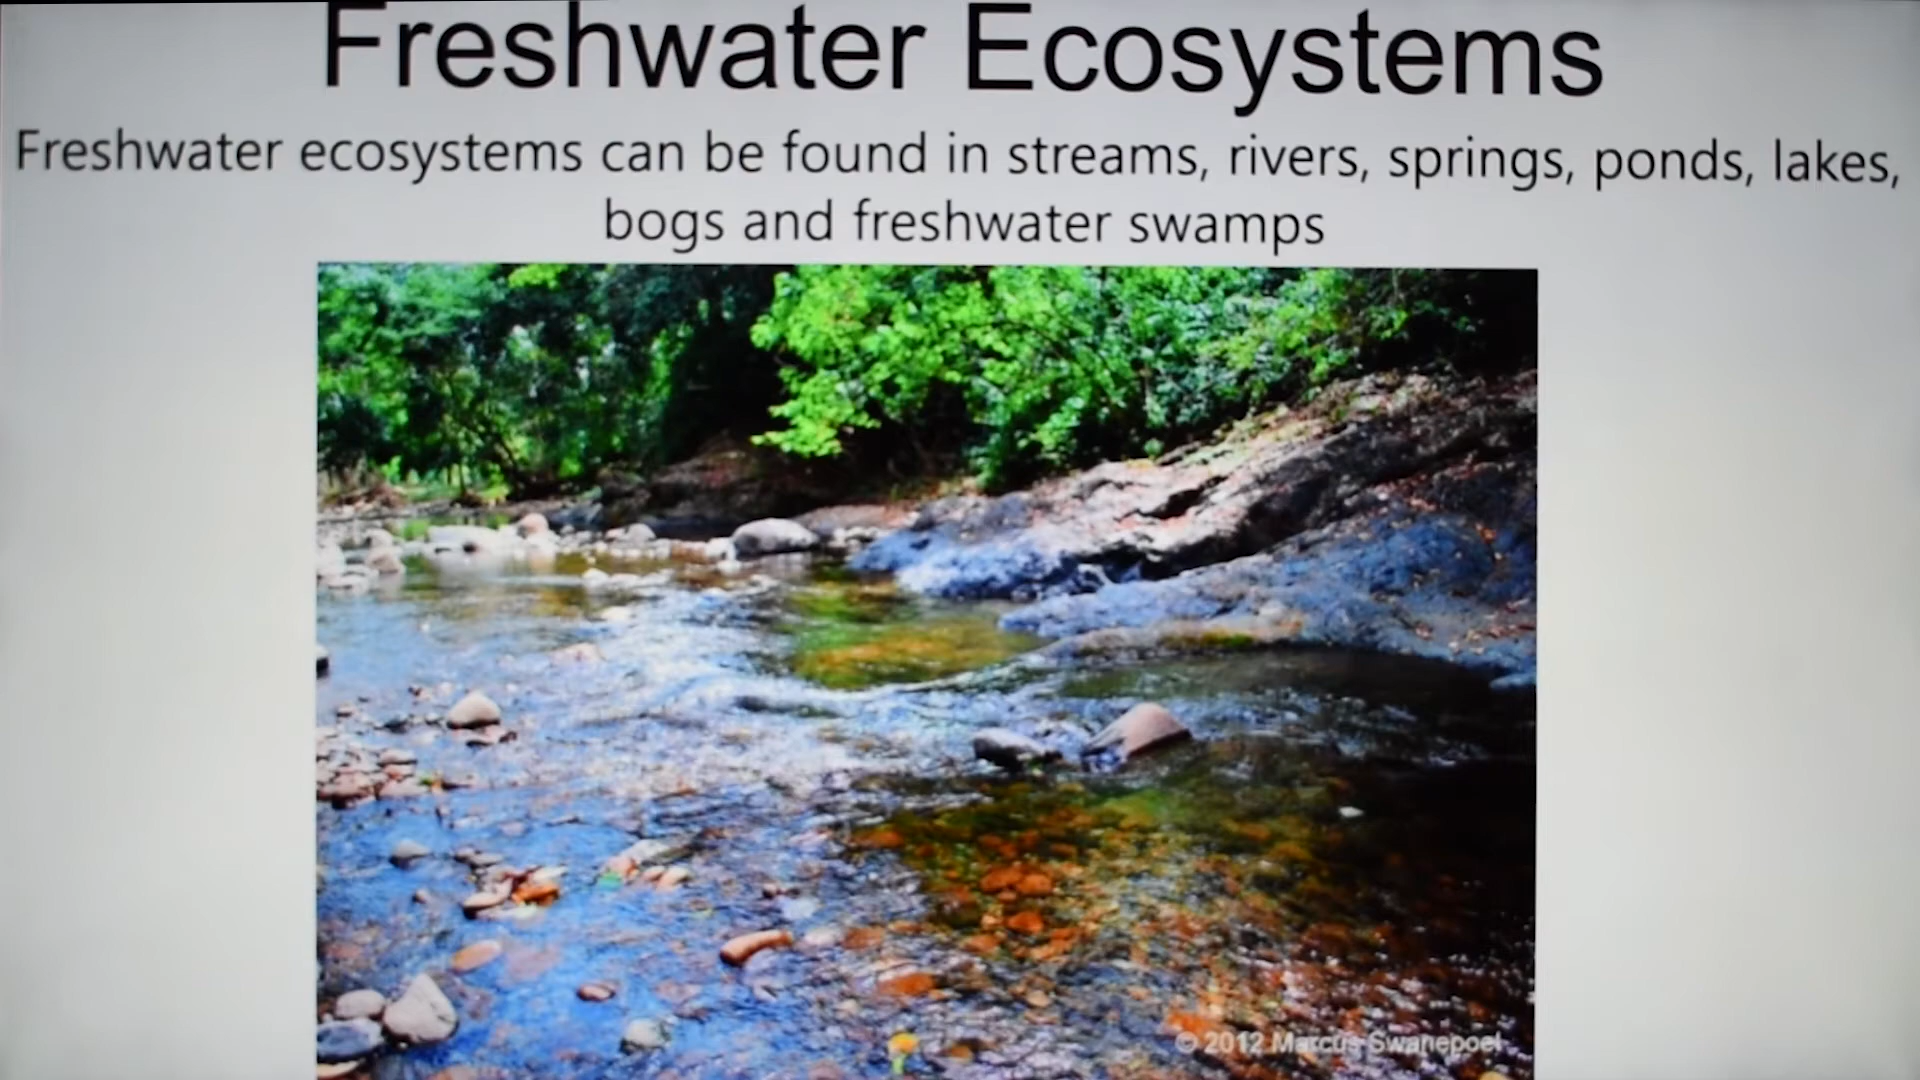 Freshwater Ecosystems
Freshwater ecosystems can be found in streams, rivers, springs, ponds, lakes,
bogs and freshwater swamps
© 2012 Marcus Swanepoel